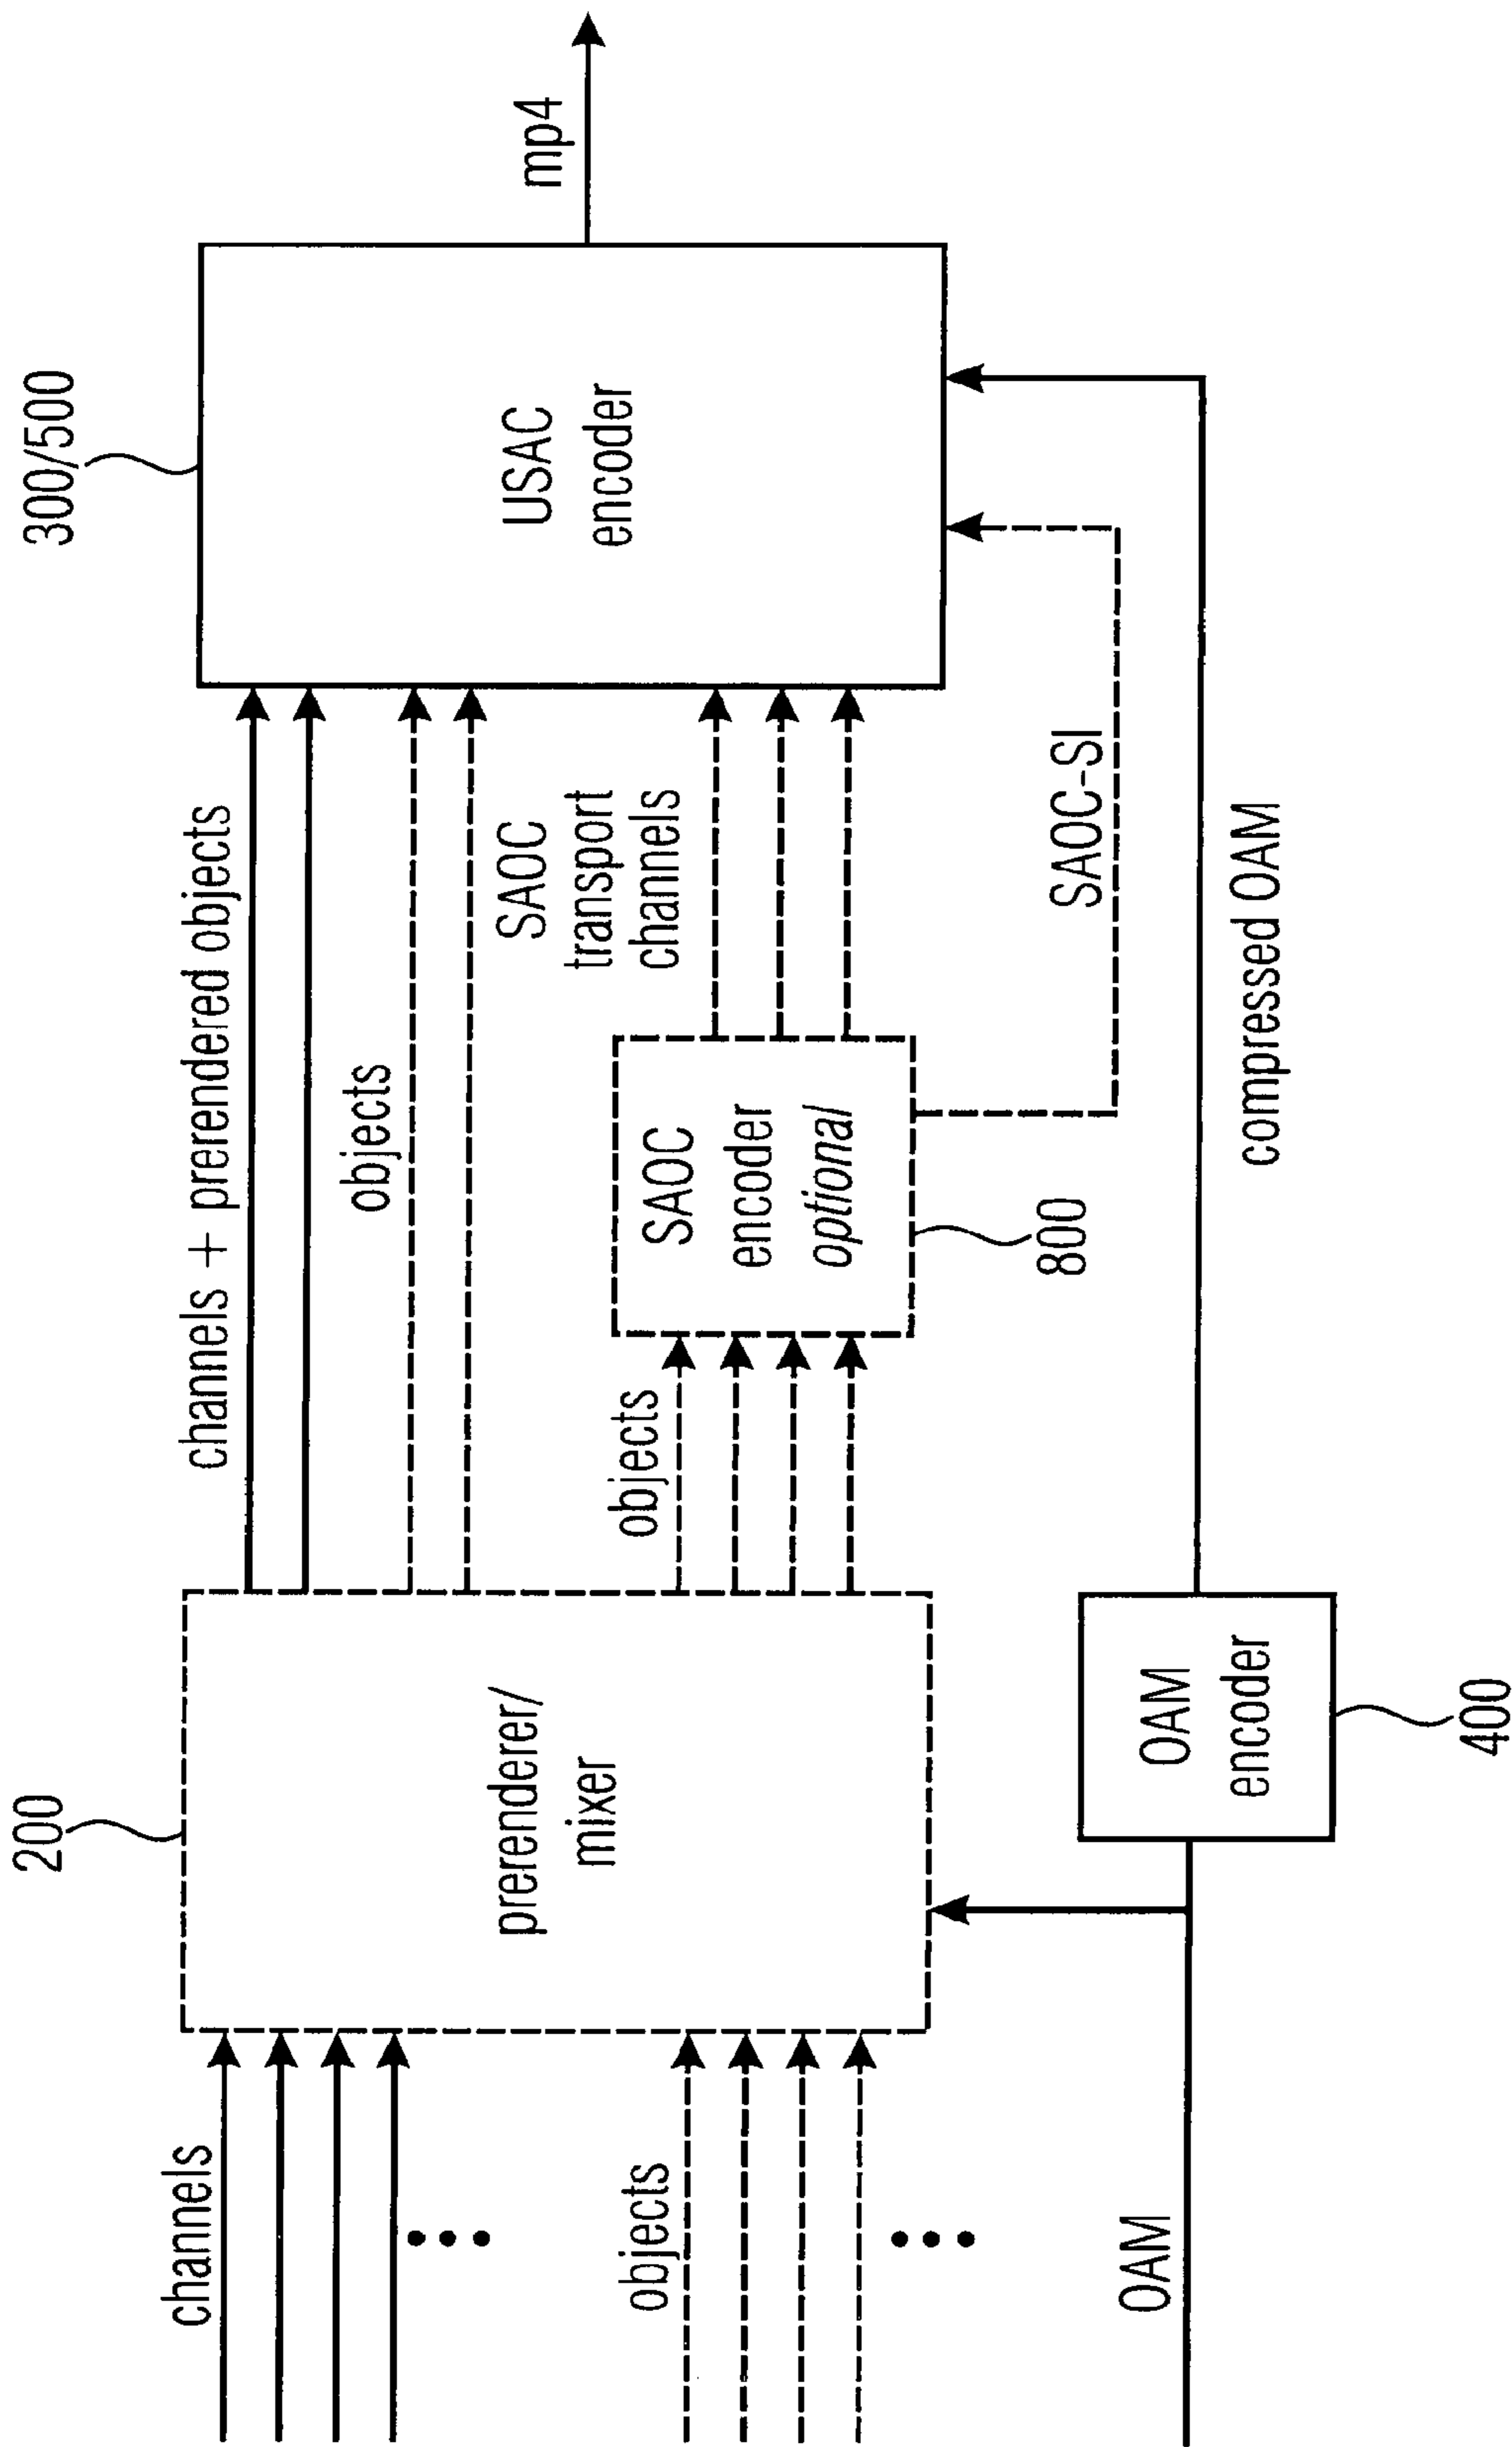 channels
objects
OAM
200
prerenderer/
mixer
OAM
encoder
400
channels + prerendered objects
objects
objects
SAOC
encoder
optional
800
SAOC
transport
channels
SAOC-SI
compressed OAM
300/500
USAC
encoder
mp4